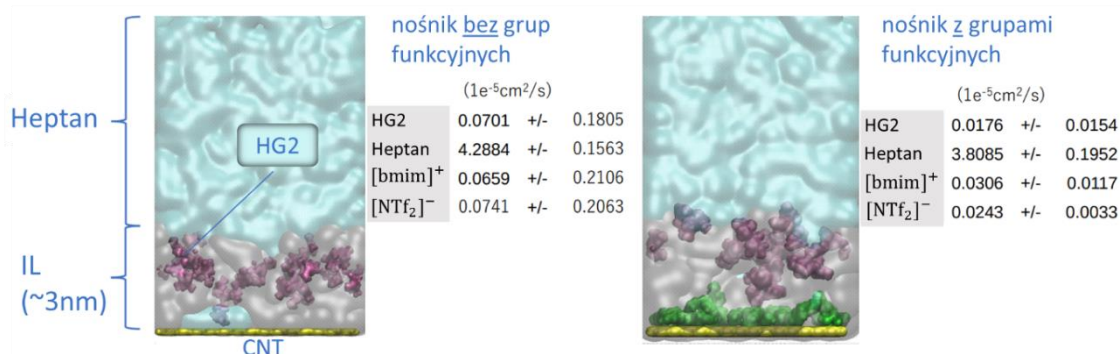 nośnik bez grup
funkcyjnych
(1e⁻⁵cm²/s)
HG2 0.0701 +/- 0.1805
Heptan 4.2884 +/- 0.1563
[bmim]⁺ 0.0659 +/- 0.2106
[NTf₂]⁻ 0.0741 +/- 0.2063
Heptan
HG2
IL
(~3nm)
CNT
nośnik z grupami
funkcyjnych
(1e⁻⁵cm²/s)
HG2 0.0176 +/- 0.0154
Heptan 3.8085 +/- 0.1952
[bmim]⁺ 0.0306 +/- 0.0117
[NTf₂]⁻ 0.0243 +/- 0.0033